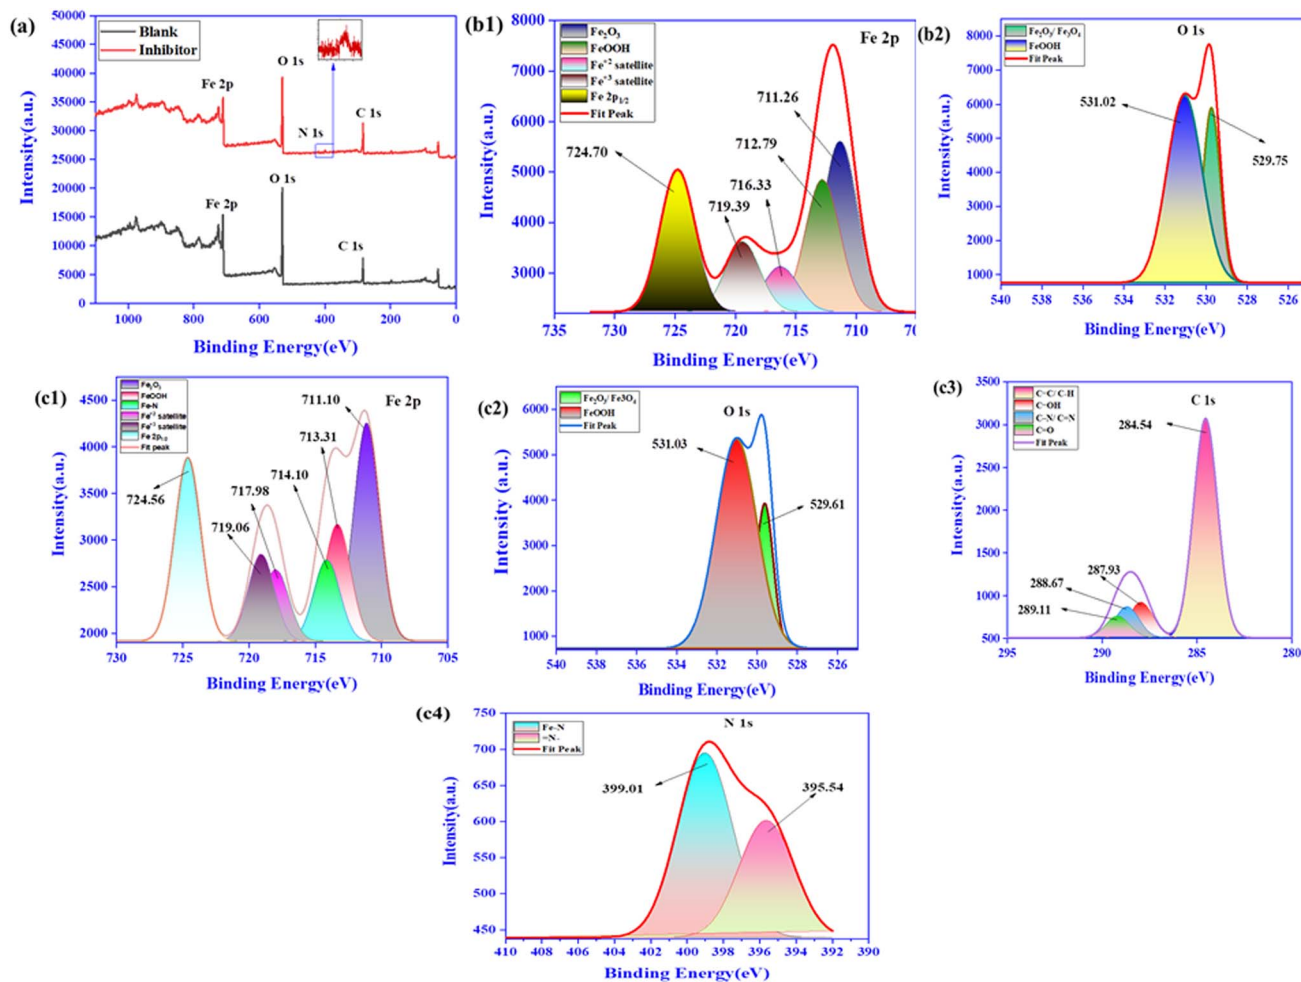 (a)
50000
45000
40000
35000
30000
25000
20000
15000
10000
5000
0
Intensity(a.u.)
Blank
Inhibitor
Fe 2p
O 1s
N 1s
C 1s
O 1s
Fe 2p
C 1s
1000 800 600 400 200 0
Binding Energy(eV)
(b1)
8000
7000
6000
5000
4000
3000
Intensity(a.u.)
Fe₂O₃
FeOOH
Fe⁺² satellite
Fe⁺³ satellite
Fe 2p₁/₂
Fit Peak
Fe 2p
711.26
712.79
724.70
716.33
719.39
735 730 725 720 715 710 70
Binding Energy(eV)
(b2)
8000
7000
6000
5000
4000
3000
2000
1000
Intensity(a.u.)
O 1s
Fe₂O₃/ Fe₃O₄
FeOOH
Fit Peak
531.02
529.75
540 538 536 534 532 530 528 526
Binding Energy(eV)
(c1)
4500
4000
3500
3000
2500
2000
Intensity(a.u.)
Fe₂O₃
FeOOH
Fe-N
Fe⁺² satellite
Fe⁺³ satellite
Fe 2p₁/₂
Fit peak
Fe 2p
711.10
713.31
714.10
717.98
724.56
719.06
730 725 720 715 710 705
Binding Energy(eV)
(c2)
6000
5000
4000
3000
2000
1000
Intensity (a.u.)
Fe₂O₃/ Fe3O₄
FeOOH
Fit Peak
O 1s
531.03
529.61
540 538 536 534 532 530 528 526
Binding Energy(eV)
(c3)
3500
3000
2500
2000
1500
1000
500
Intensity(a.u.)
C=C/ C-H
C-N/ C=N
C=O
Fit Peak
C 1s
284.54
287.93
288.67
289.11
295 290 285 280
Binding Energy(eV)
(c4)
750
700
650
600
550
500
450
Intensity(a.u.)
Fe-N
=N-
Fit Peak
N 1s
399.01
395.54
410 408 406 404 402 400 398 396 394 392 390
Binding Energy(eV)